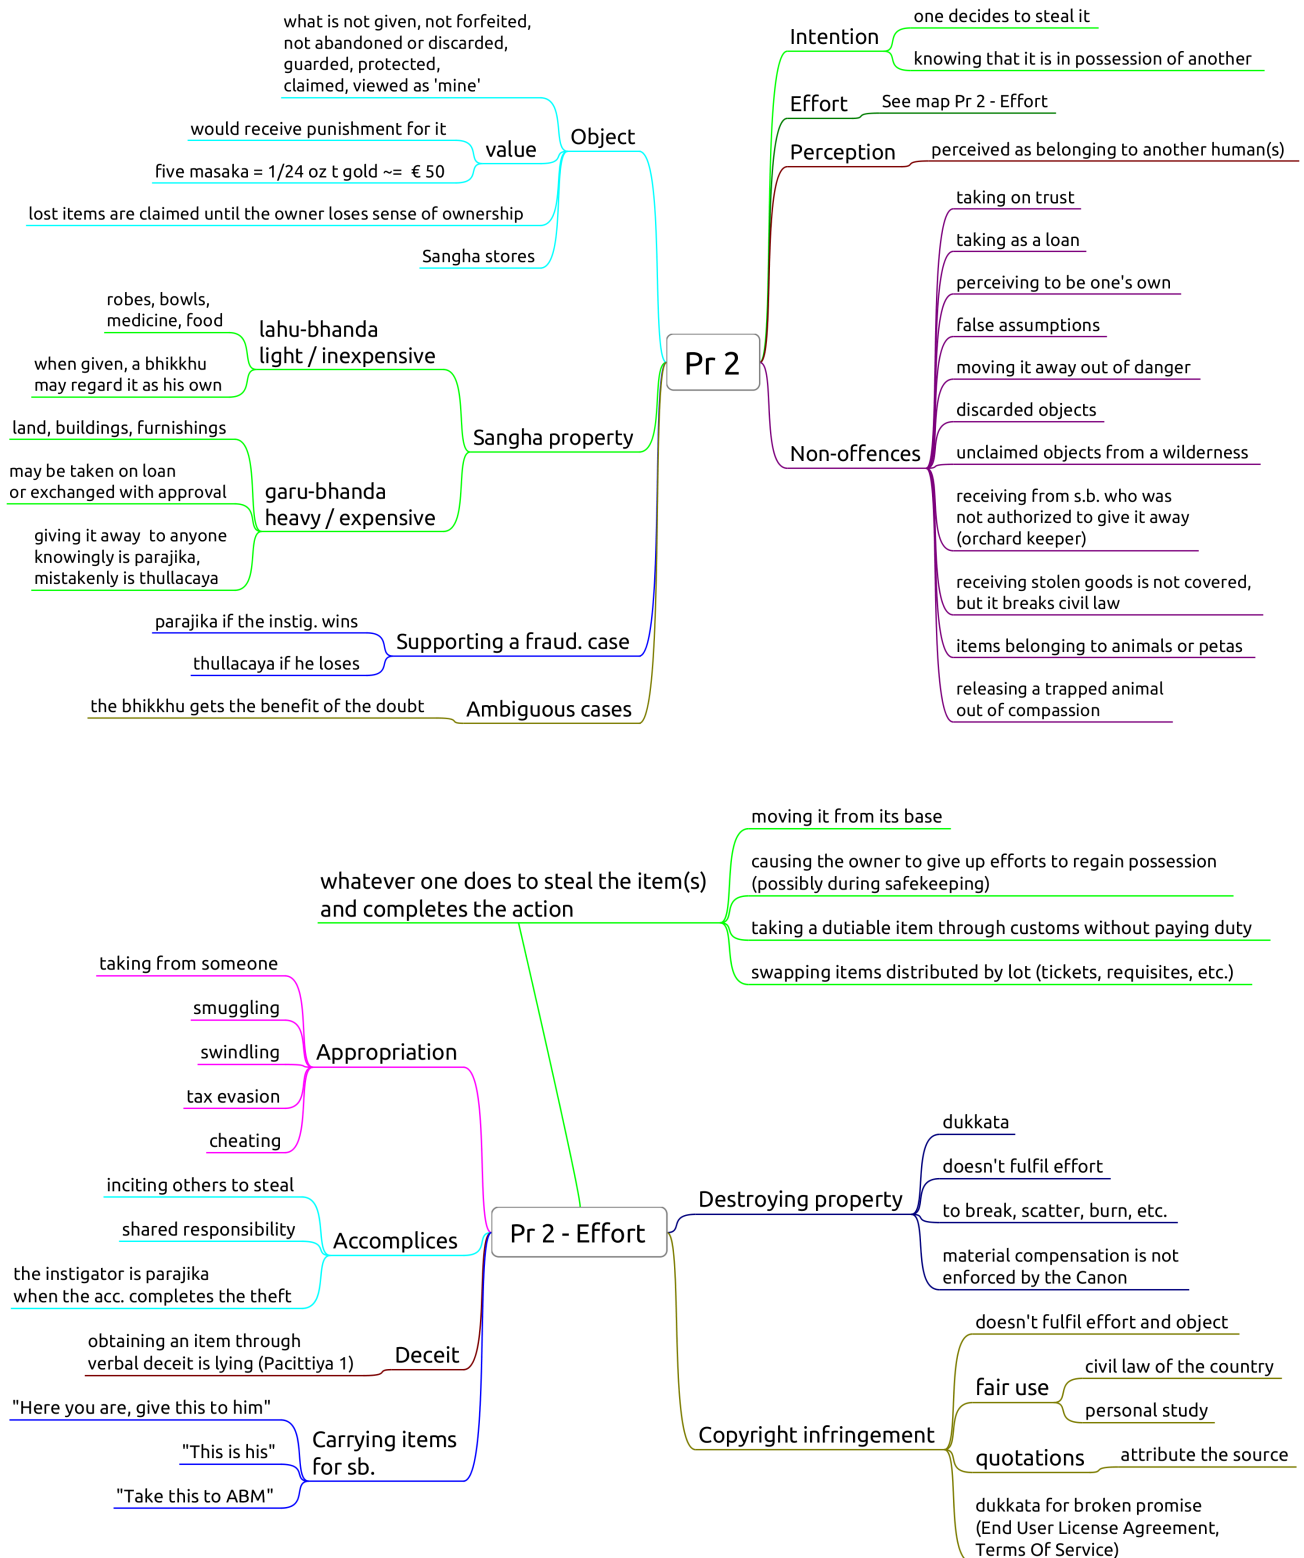 Pr 2
Object
what is not given, not forfeited,
not abandoned or discarded,
guarded, protected,
claimed, viewed as 'mine'
value
would receive punishment for it
five masaka = 1/24 oz t gold ~=  € 50
lost items are claimed until the owner loses sense of ownership
Sangha stores
Sangha property
lahu-bhanda
light / inexpensive
robes, bowls,
medicine, food
when given, a bhikkhu
may regard it as his own
garu-bhanda
heavy / expensive
land, buildings, furnishings
may be taken on loan
or exchanged with approval
giving it away  to anyone
knowingly is parajika,
mistakenly is thullacaya
Supporting a fraud. case
parajika if the instig. wins
thullacaya if he loses
Ambiguous cases
the bhikkhu gets the benefit of the doubt
Intention
one decides to steal it
knowing that it is in possession of another
Effort
See map Pr 2 - Effort
Perception
perceived as belonging to another human(s)
Non-offences
taking on trust
taking as a loan
perceiving to be one's own
false assumptions
moving it away out of danger
discarded objects
unclaimed objects from a wilderness
receiving from s.b. who was
not authorized to give it away
(orchard keeper)
receiving stolen goods is not covered,
but it breaks civil law
items belonging to animals or petas
releasing a trapped animal
out of compassion
Pr 2 - Effort
whatever one does to steal the item(s)
and completes the action
moving it from its base
causing the owner to give up efforts to regain possession
(possibly during safekeeping)
taking a dutiable item through customs without paying duty
swapping items distributed by lot (tickets, requisites, etc.)
Appropriation
taking from someone
smuggling
swindling
tax evasion
cheating
Accomplices
inciting others to steal
shared responsibility
the instigator is parajika
when the acc. completes the theft
Deceit
obtaining an item through
verbal deceit is lying (Pacittiya 1)
Carrying items
for sb.
"Here you are, give this to him"
"This is his"
"Take this to ABM"
Destroying property
dukkata
doesn't fulfil effort
to break, scatter, burn, etc.
material compensation is not
enforced by the Canon
Copyright infringement
doesn't fulfil effort and object
fair use
civil law of the country
personal study
quotations
attribute the source
dukkata for broken promise
(End User License Agreement,
Terms Of Service)